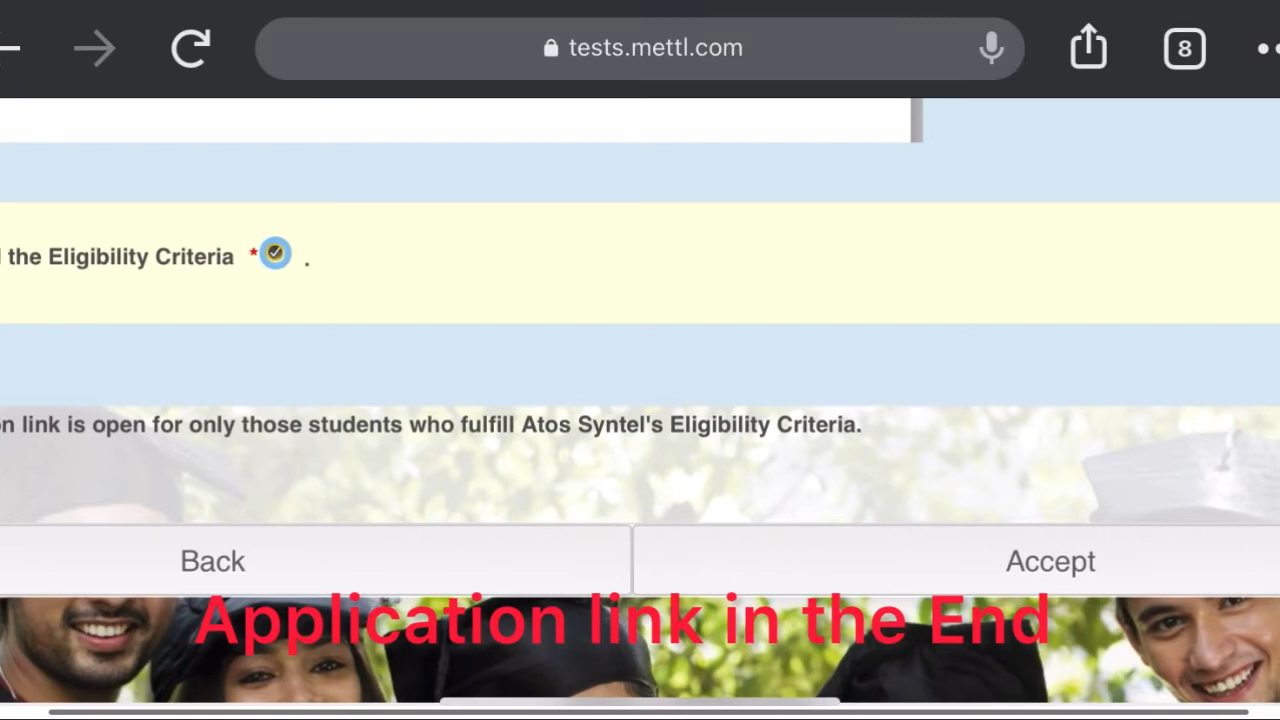 tests.mettl.com
8
the Eligibility Criteria * .
link is open for only those students who fulfill Atos Syntel's Eligibility Criteria.
Back
Accept
Application link in the End